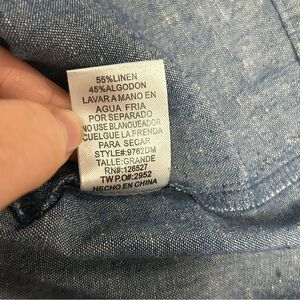 55%LINEN
45%ALGODON
LAVAR A MANO EN
AGUA FRIA
POR SEPARADO
NO USE BLANQUEADOR
CUELGUE LA PRENDA
PARA SECAR
STYLE#:9762DM
TALLE:GRANDE
RN#:126527
TW P.O#:2952
HECHO EN CHINA